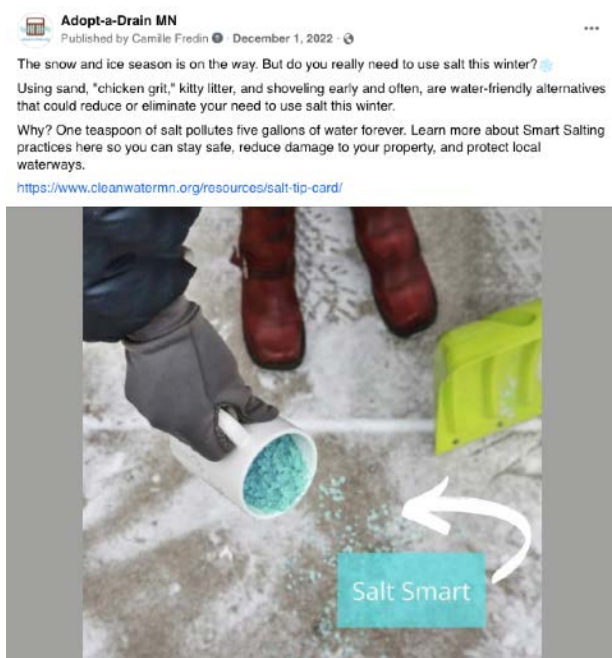 Adopt-a-Drain MN
Published by Camille Fredin · December 1, 2022 ·
The snow and ice season is on the way. But do you really need to use salt this winter?
Using sand, "chicken grit," kitty litter, and shoveling early and often, are water-friendly alternatives
that could reduce or eliminate your need to use salt this winter.
Why? One teaspoon of salt pollutes five gallons of water forever. Learn more about Smart Salting
practices here so you can stay safe, reduce damage to your property, and protect local
waterways.
https://www.cleanwatermn.org/resources/salt-tip-card/
Salt Smart